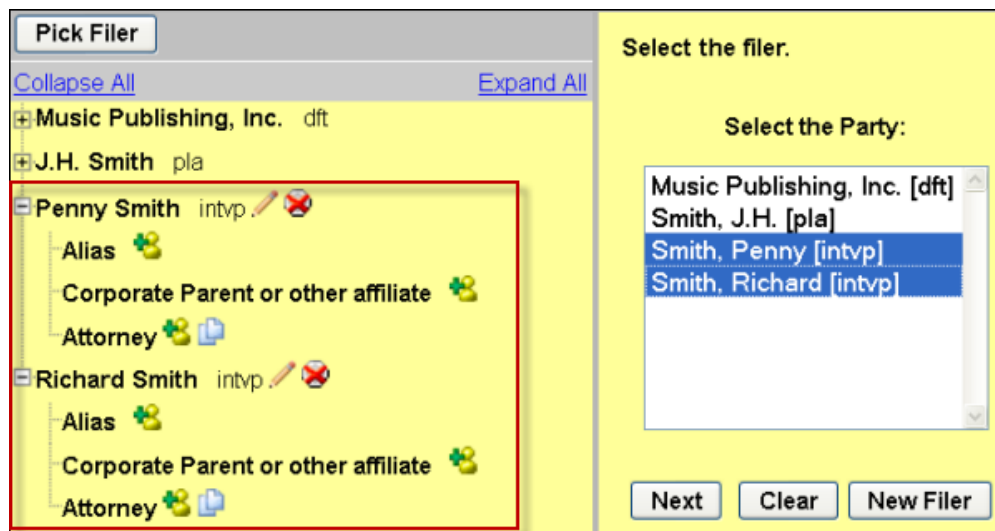 Pick Filer
Collapse All Expand All
Music Publishing, Inc. dft
J.H. Smith pla
Penny Smith intvp
Alias
Corporate Parent or other affiliate
Attorney
Richard Smith intvp
Alias
Corporate Parent or other affiliate
Attorney
Select the filer.
Select the Party:
Music Publishing, Inc. [dft]
Smith, J.H. [pla]
Smith, Penny [intvp]
Smith, Richard [intvp]
Next Clear New Filer